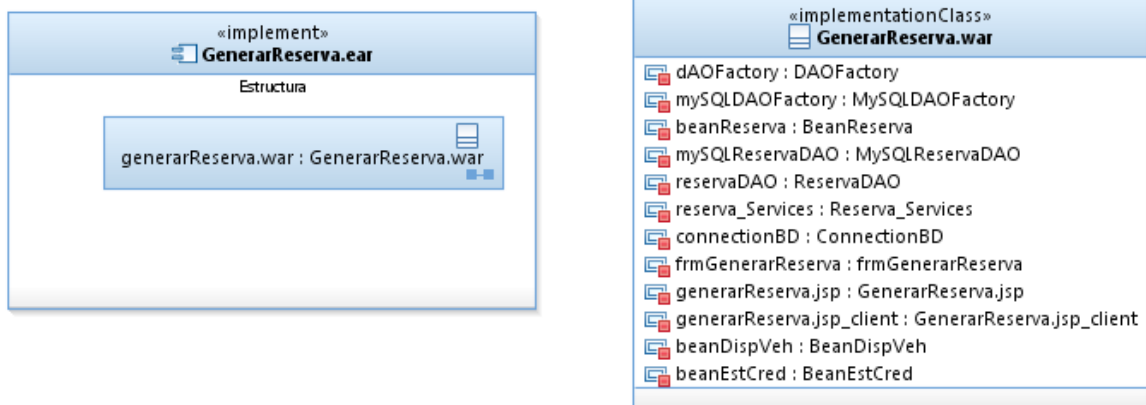 «implement»
GenerarReserva.ear
Estructura
generarReserva.war : GenerarReserva.war
«implementationClass»
GenerarReserva.war
dAOFactory : DAOFactory
mySQLDAOFactory : MySQLDAOFactory
beanReserva : BeanReserva
mySQLReservaDAO : MySQLReservaDAO
reservaDAO : ReservaDAO
reserva_Services : Reserva_Services
connectionBD : ConnectionBD
frmGenerarReserva : frmGenerarReserva
generarReserva.jsp : GenerarReserva.jsp
generarReserva.jsp_client : GenerarReserva.jsp_client
beanDispVeh : BeanDispVeh
beanEstCred : BeanEstCred